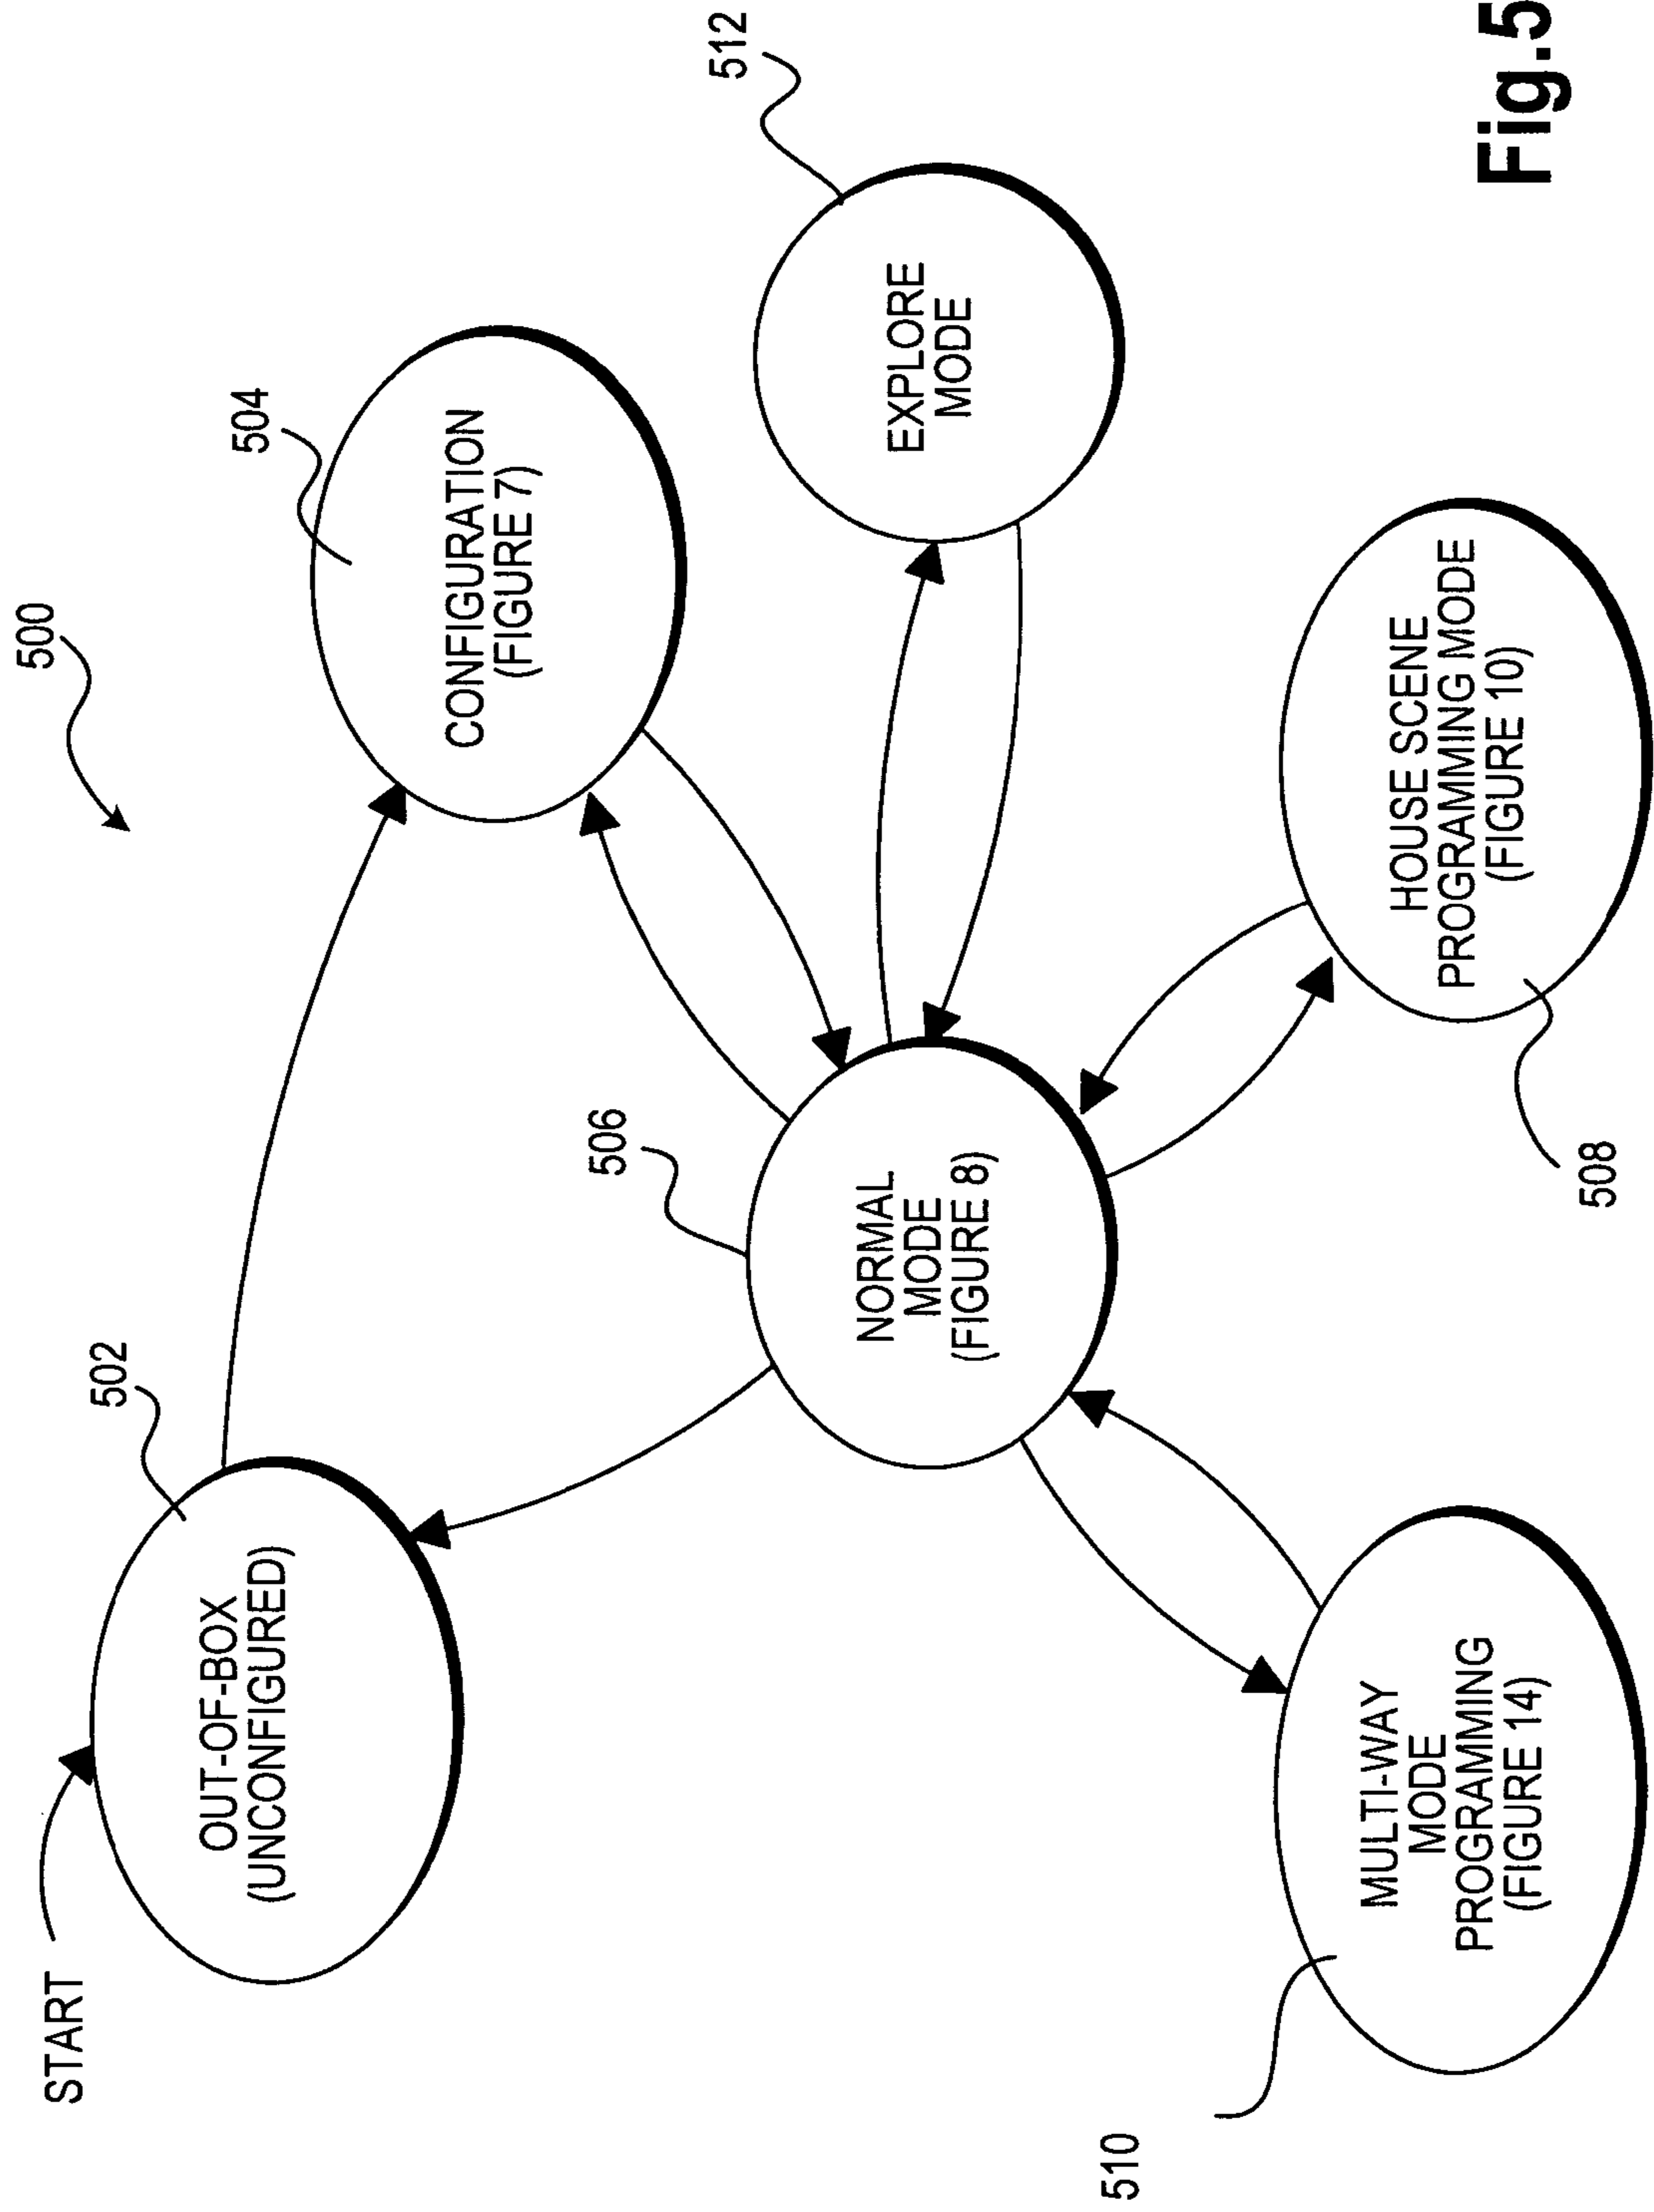 500
START
502
OUT-OF-BOX
(UNCONFIGURED)
504
CONFIGURATION
(FIGURE 7)
506
NORMAL
MODE
(FIGURE 8)
512
EXPLORE
MODE
510
MULTI-WAY
MODE
PROGRAMMING
(FIGURE 14)
508
HOUSE SCENE
PROGRAMMING MODE
(FIGURE 10)
Fig.5